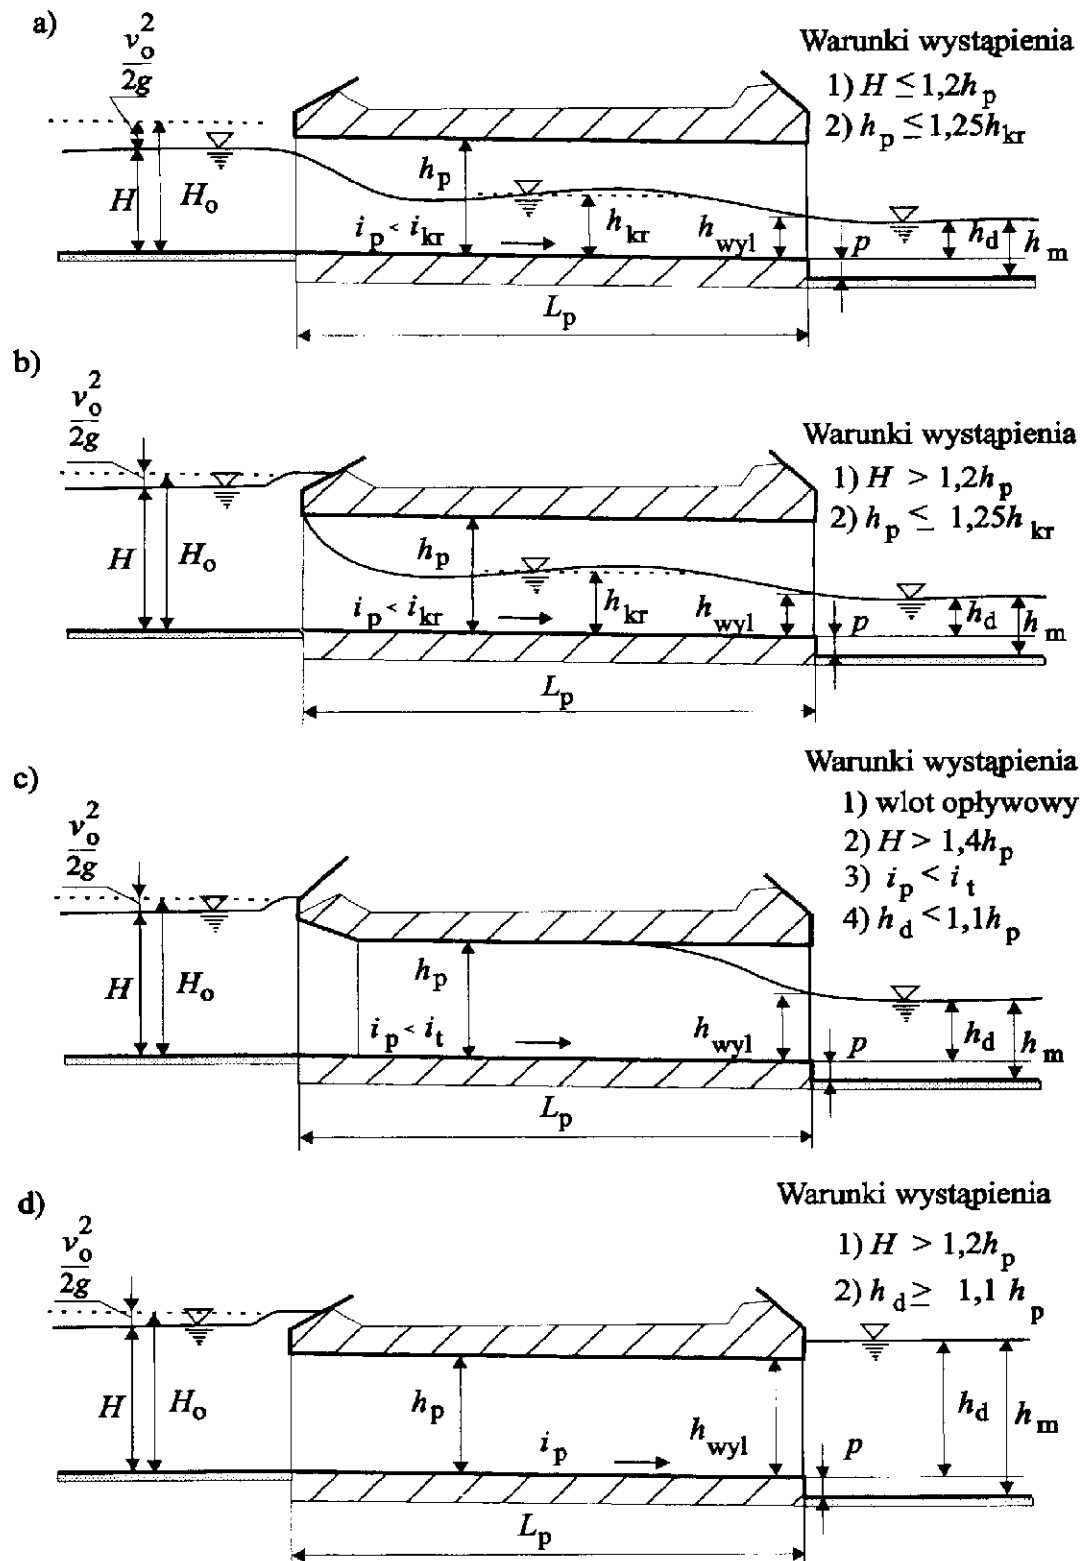 a)
v_o^2
2g
H
H_o
h_p
i_p < i_kr
h_kr
h_wyl
p
h_d
h_m
L_p
Warunki wystąpienia
1) H ≤ 1,2h_p
2) h_p ≤ 1,25h_kr
b)
v_o^2
2g
H
H_o
h_p
i_p < i_kr
h_kr
h_wyl
p
h_d
h_m
L_p
Warunki wystąpienia
1) H > 1,2h_p
2) h_p ≤ 1,25h_kr
c)
v_o^2
2g
H
H_o
h_p
i_p < i_t
h_wyl
p
h_d
h_m
L_p
Warunki wystąpienia
1) wlot opływowy
2) H > 1,4h_p
3) i_p < i_t
4) h_d < 1,1h_p
d)
v_o^2
2g
H
H_o
h_p
i_p
h_wyl
p
h_d
h_m
L_p
Warunki wystąpienia
1) H > 1,2h_p
2) h_d ≥ 1,1 h_p